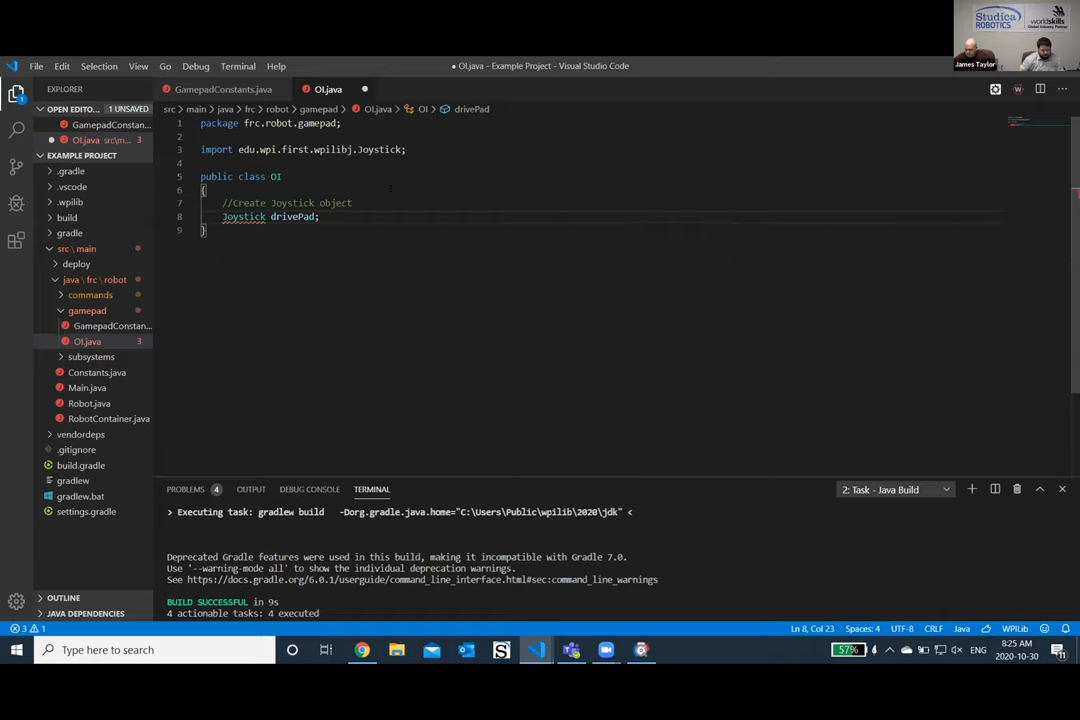 Studica
ROBOTICS
worldskills
Global Industry Partner
James Taylor
File Edit Selection View Go Debug Terminal Help
● OI.java - Example Project - Visual Studio Code
EXPLORER
GamepadConstants.java
OI.java
OPEN EDITO... 1 UNSAVED
GamepadConstan...
OI.java src\m... 3
EXAMPLE PROJECT
.gradle
.vscode
.wpilib
build
gradle
src \ main
deploy
java \ frc \ robot
commands
gamepad
GamepadConstan...
OI.java 3
subsystems
Constants.java
Main.java
Robot.java
RobotContainer.java
vendordeps
.gitignore
build.gradle
gradlew
gradlew.bat
settings.gradle
OUTLINE
JAVA DEPENDENCIES
src > main > java > frc > robot > gamepad > OI.java > OI > drivePad
1 package frc.robot.gamepad;
2
3 import edu.wpi.first.wpilibj.Joystick;
4
5 public class OI
6 {
7 //Create Joystick object
8 Joystick drivePad;
9 }
PROBLEMS 4 OUTPUT DEBUG CONSOLE TERMINAL
2: Task - Java Build
> Executing task: gradlew build -Dorg.gradle.java.home="C:\Users\Public\wpilib\2020\jdk" <
Deprecated Gradle features were used in this build, making it incompatible with Gradle 7.0.
Use '--warning-mode all' to show the individual deprecation warnings.
See https://docs.gradle.org/6.0.1/userguide/command_line_interface.html#sec:command_line_warnings
BUILD SUCCESSFUL in 9s
4 actionable tasks: 4 executed
3 1
Ln 8, Col 23 Spaces: 4 UTF-8 CRLF Java WPILib
Type here to search
57%
ENG
8:25 AM
2020-10-30